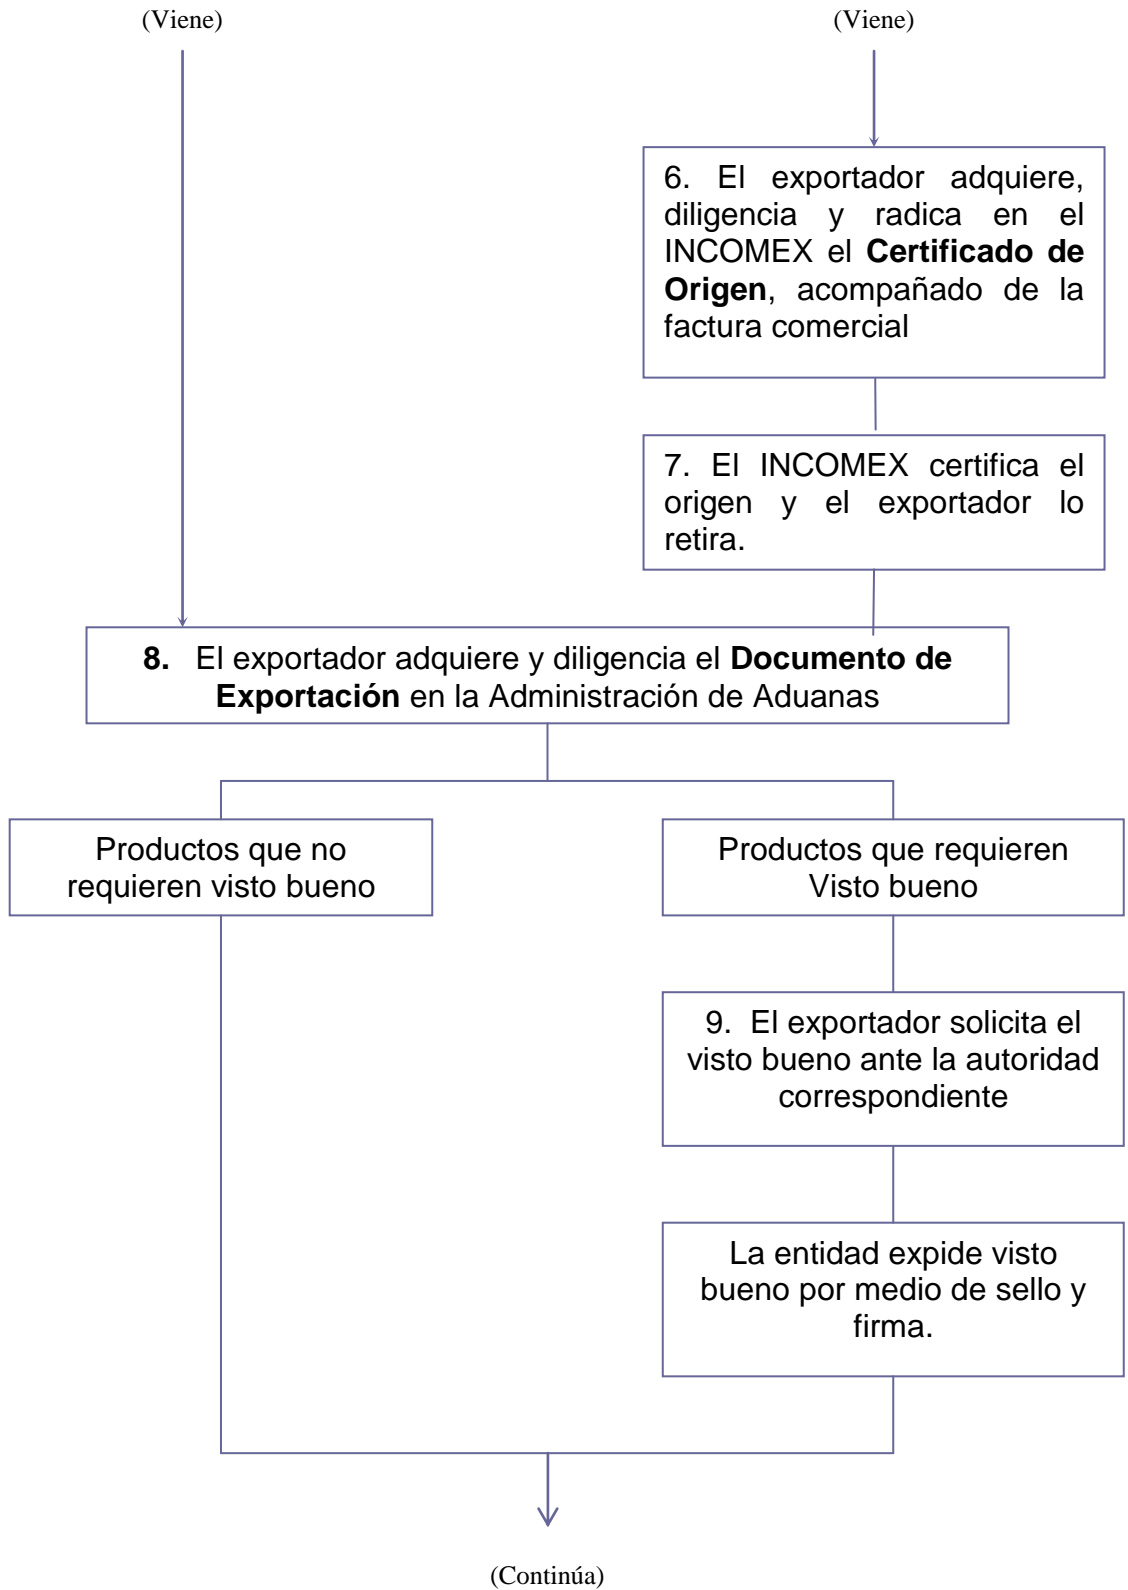 (Viene)
(Viene)
6. El exportador adquiere,
diligencia y radica en el
INCOMEX el Certificado de
Origen, acompañado de la
factura comercial
7. El INCOMEX certifica el
origen y el exportador lo
retira.
8. El exportador adquiere y diligencia el Documento de
Exportación en la Administración de Aduanas
Productos que no
requieren visto bueno
Productos que requieren
Visto bueno
9. El exportador solicita el
visto bueno ante la autoridad
correspondiente
La entidad expide visto
bueno por medio de sello y
firma.
(Continúa)